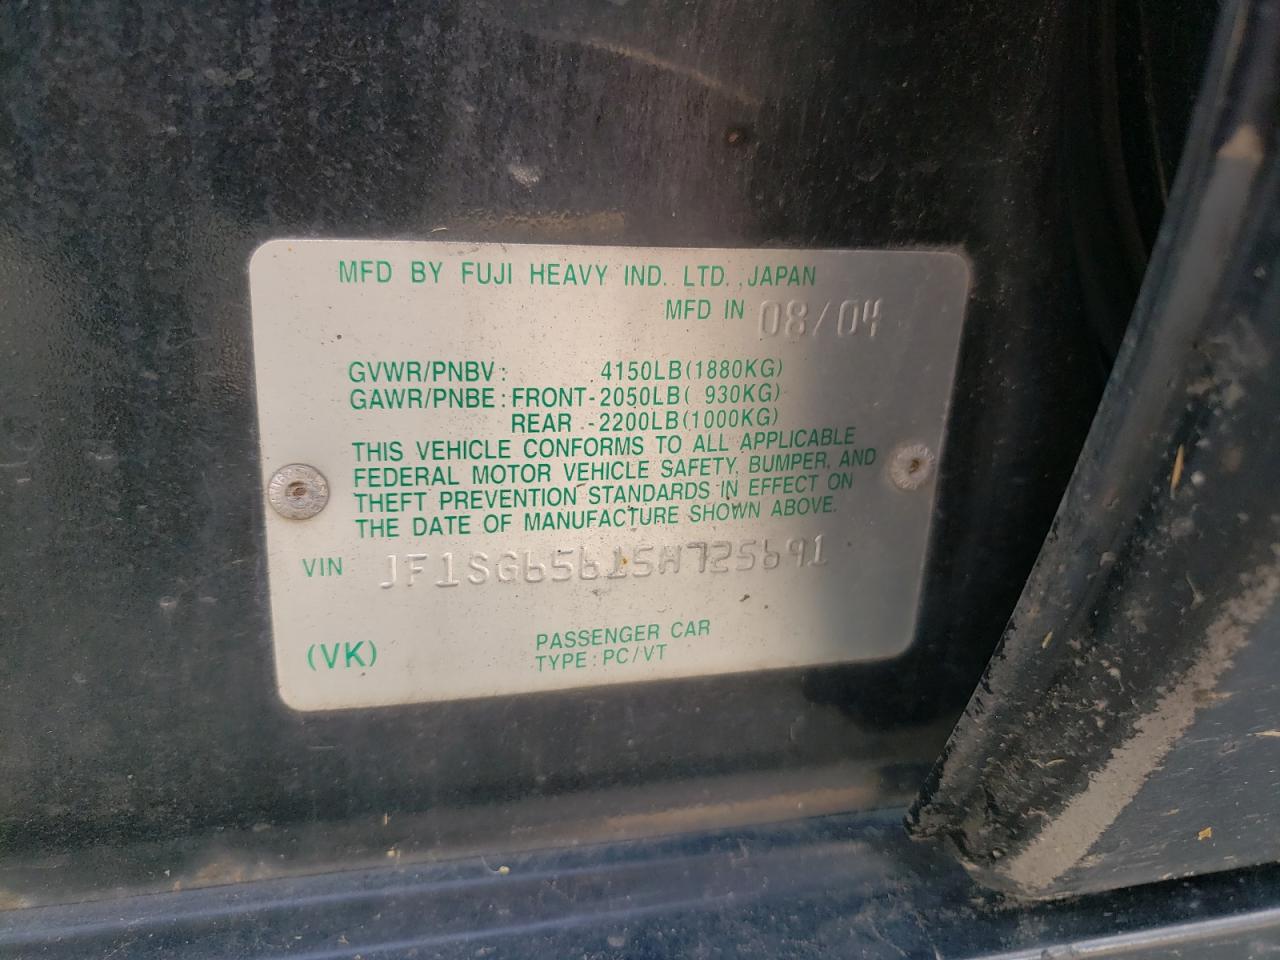 MFD BY FUJI HEAVY IND. LTD., JAPAN
MFD IN 08/04
GVWR/PNBV: 4150LB(1880KG)
GAWR/PNBE: FRONT-2050LB( 930KG)
REAR -2200LB(1000KG)
THIS VEHICLE CONFORMS TO ALL APPLICABLE
FEDERAL MOTOR VEHICLE SAFETY, BUMPER, AND
THEFT PREVENTION STANDARDS IN EFFECT ON
THE DATE OF MANUFACTURE SHOWN ABOVE.
VIN JF1SG65615H725691
(VK) PASSENGER CAR
TYPE: PC/VT